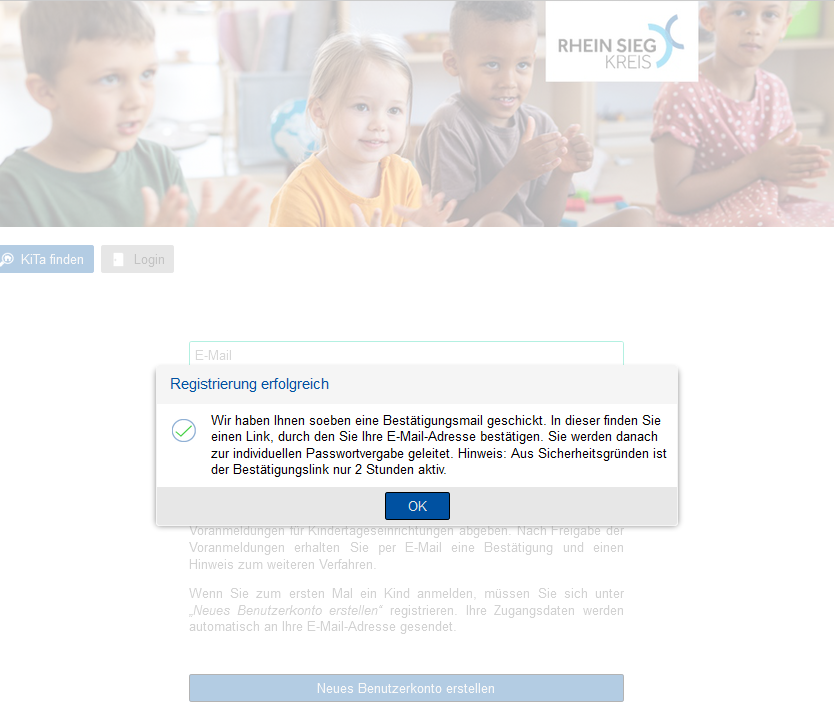 RHEIN SIEG
KREIS
KiTa finden
Login
E-Mail
Registrierung erfolgreich
Wir haben Ihnen soeben eine Bestätigungsmail geschickt. In dieser finden Sie
einen Link, durch den Sie Ihre E-Mail-Adresse bestätigen. Sie werden danach
zur individuellen Passwortvergabe geleitet. Hinweis: Aus Sicherheitsgründen ist
der Bestätigungslink nur 2 Stunden aktiv.
OK
Voranmeldungen für Kindertageseinrichtungen abgeben. Nach Freigabe der
Voranmeldungen erhalten Sie per E-Mail eine Bestätigung und einen
Hinweis zum weiteren Verfahren.
Wenn Sie zum ersten Mal ein Kind anmelden, müssen Sie sich unter
„Neues Benutzerkonto erstellen“ registrieren. Ihre Zugangsdaten werden
automatisch an Ihre E-Mail-Adresse gesendet.
Neues Benutzerkonto erstellen